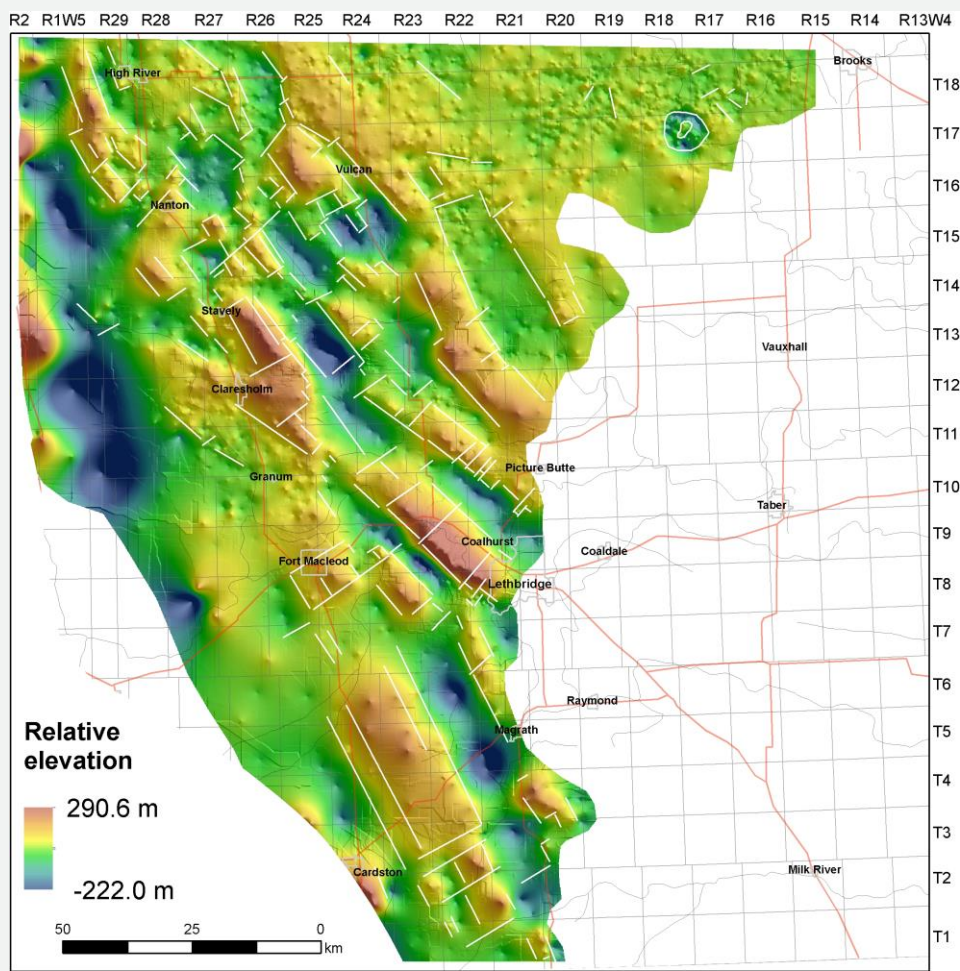 R2 R1W5 R29 R27 R26 R25 R23 R22 R21 R20 R18 R17 R16 R15 R14 R13W4
Brooks
High River
T18
T17
Vulcan
T16
Nanton
T15
T14
Stavely
T13
Vauxhall
Claresholm
T12
T11
Picture Butte
Granum
T10
Taber
T9
Coalhurst
Coaldale
Fort Macleod
Lethbridge
T8
T7
T6
Raymond
Magrath
T5
Relative
elevation
T4
290.6 m
T3
-222.0 m
Cardston
Milk River
T2
50 25 0
km
T1